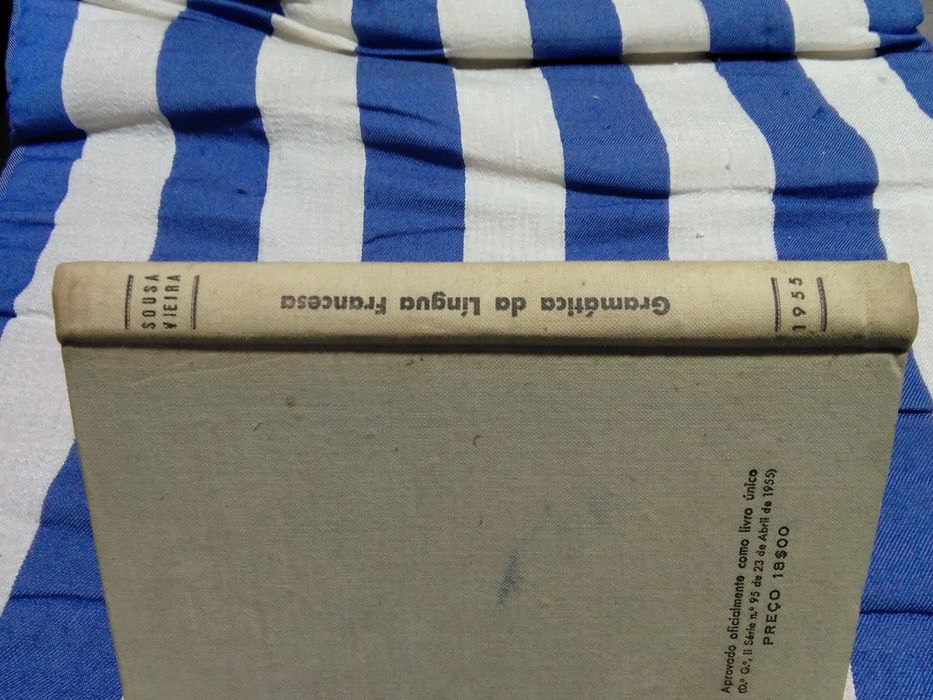 SOUSA
VIEIRA
Gramática da Língua Francesa
1955
Aprovado oficialmente como livro único
(D.º G.º, II Série n.º 95 de 23 de Abril de 1955)
PREÇO 18$00